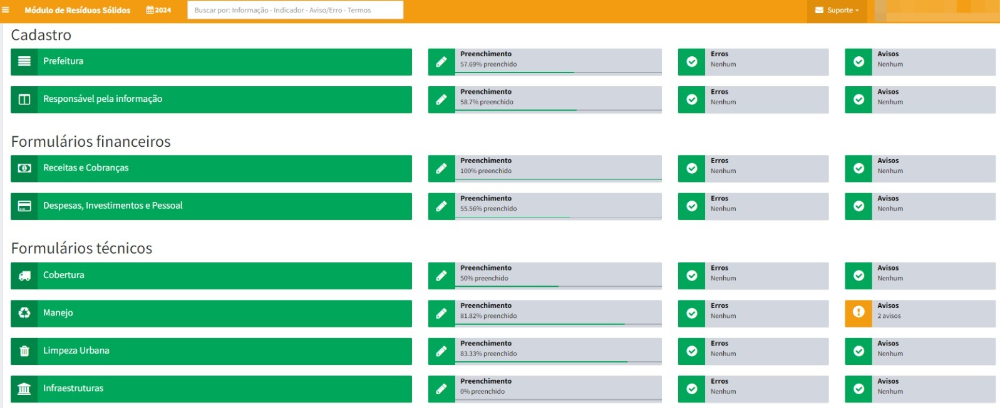 Módulo de Resíduos Sólidos 2024 Buscar por: Informação - Indicador - Aviso/Erro - Termos Suporte
Cadastro
Prefeitura Preenchimento Erros Avisos
57.69% preenchido Nenhum Nenhum
Responsável pela informação Preenchimento Erros Avisos
58.7% preenchido Nenhum Nenhum
Formulários financeiros
Receitas e Cobranças Preenchimento Erros Avisos
100% preenchido Nenhum Nenhum
Despesas, Investimentos e Pessoal Preenchimento Erros Avisos
55.56% preenchido Nenhum Nenhum
Formulários técnicos
Cobertura Preenchimento Erros Avisos
50% preenchido Nenhum Nenhum
Manejo Preenchimento Erros Avisos
81.82% preenchido Nenhum 2 avisos
Limpeza Urbana Preenchimento Erros Avisos
83.33% preenchido Nenhum Nenhum
Infraestruturas Preenchimento Erros Avisos
0% preenchido Nenhum Nenhum